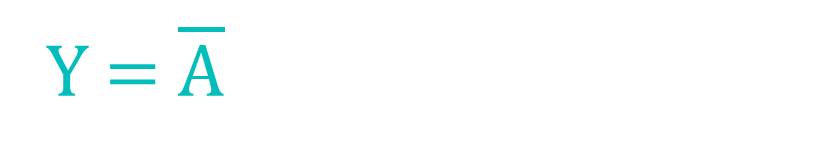 Y = A̅